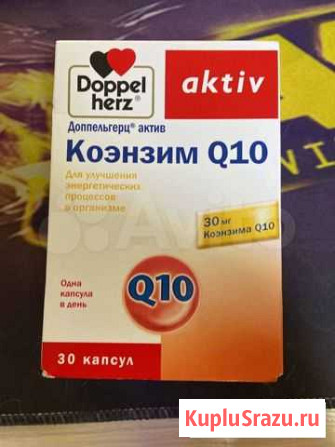 Doppel
herz®
aktiv
Доппельгерц® актив
Коэнзим Q10
Для улучшения
энергетических
процессов
в организме
30 мг
Коэнзима Q10
Одна
капсула
в день
Q10
30 капсул
Avito
KupluSrazu.ru